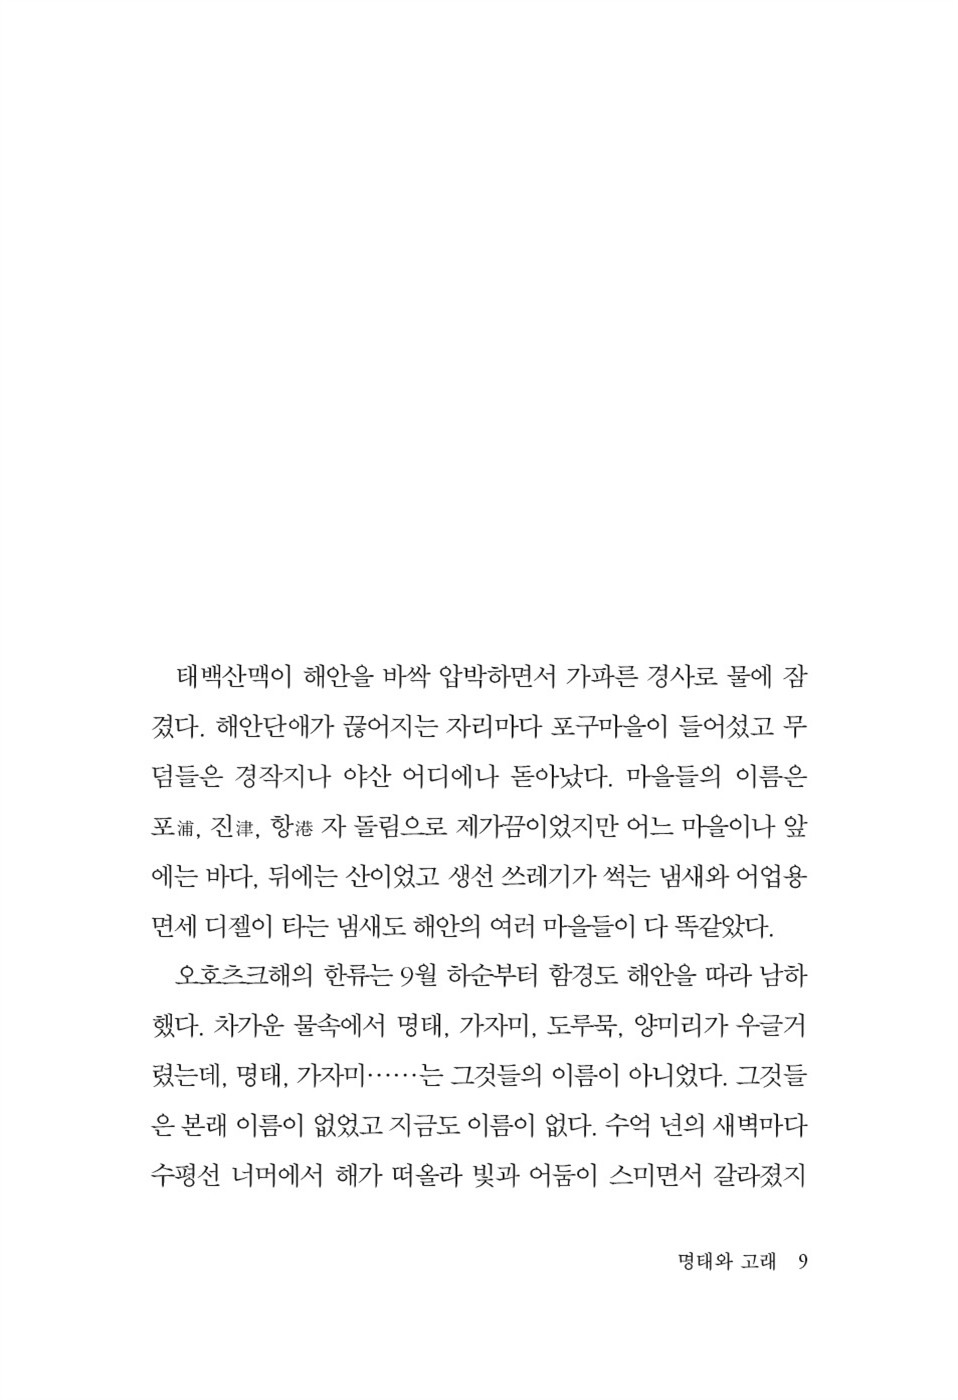 태백산맥이 해안을 바싹 압박하면서 가파른 경사로 물에 잠
겼다. 해안단애가 끊어지는 자리마다 포구마을이 들어섰고 무
덤들은 경작지나 야산 어디에나 돋아났다. 마을들의 이름은
포浦, 진津, 항港 자 돌림으로 제가끔이었지만 어느 마을이나 앞
에는 바다, 뒤에는 산이었고 생선 쓰레기가 썩는 냄새와 어업용
면세 디젤이 타는 냄새도 해안의 여러 마을들이 다 똑같았다.
오호츠크해의 한류는 9월 하순부터 함경도 해안을 따라 남하
했다. 차가운 물속에서 명태, 가자미, 도루묵, 양미리가 우글거
렸는데, 명태, 가자미……는 그것들의 이름이 아니었다. 그것들
은 본래 이름이 없었고 지금도 이름이 없다. 수억 년의 새벽마다
수평선 너머에서 해가 떠올라 빛과 어둠이 스미면서 갈라졌지
명태와 고래 9